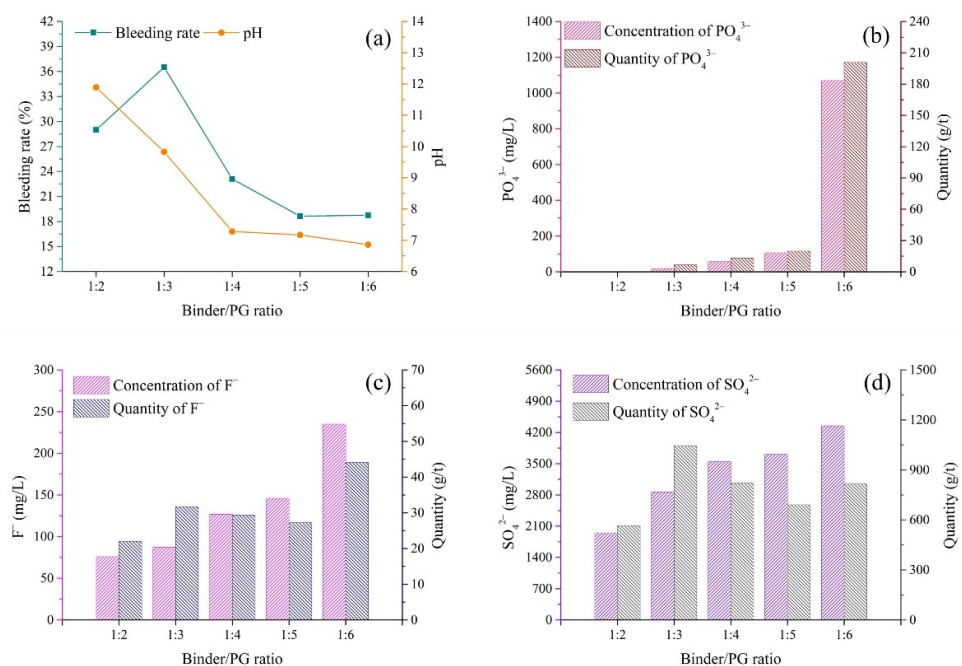 Bleeding rate
pH
(a)
42
39
36
33
30
27
24
21
18
15
12
Bleeding rate (%)
14
13
12
11
10
9
8
7
6
pH
1:2 1:3 1:4 1:5 1:6
Binder/PG ratio
Concentration of PO₄³⁻
Quantity of PO₄³⁻
(b)
1400
1200
1000
800
600
400
200
0
PO₄³⁻ (mg/L)
240
210
180
150
120
90
60
30
0
Quantity (g/t)
1:2 1:3 1:4 1:5 1:6
Binder/PG ratio
Concentration of F⁻
Quantity of F⁻
(c)
300
250
200
150
100
50
0
F⁻ (mg/L)
70
60
50
40
30
20
10
0
Quantity (g/t)
1:2 1:3 1:4 1:5 1:6
Binder/PG ratio
Concentration of SO₄²⁻
Quantity of SO₄²⁻
(d)
5600
4900
4200
3500
2800
2100
1400
700
0
SO₄²⁻ (mg/L)
1500
1200
900
600
300
0
Quantity (g/t)
1:2 1:3 1:4 1:5 1:6
Binder/PG ratio